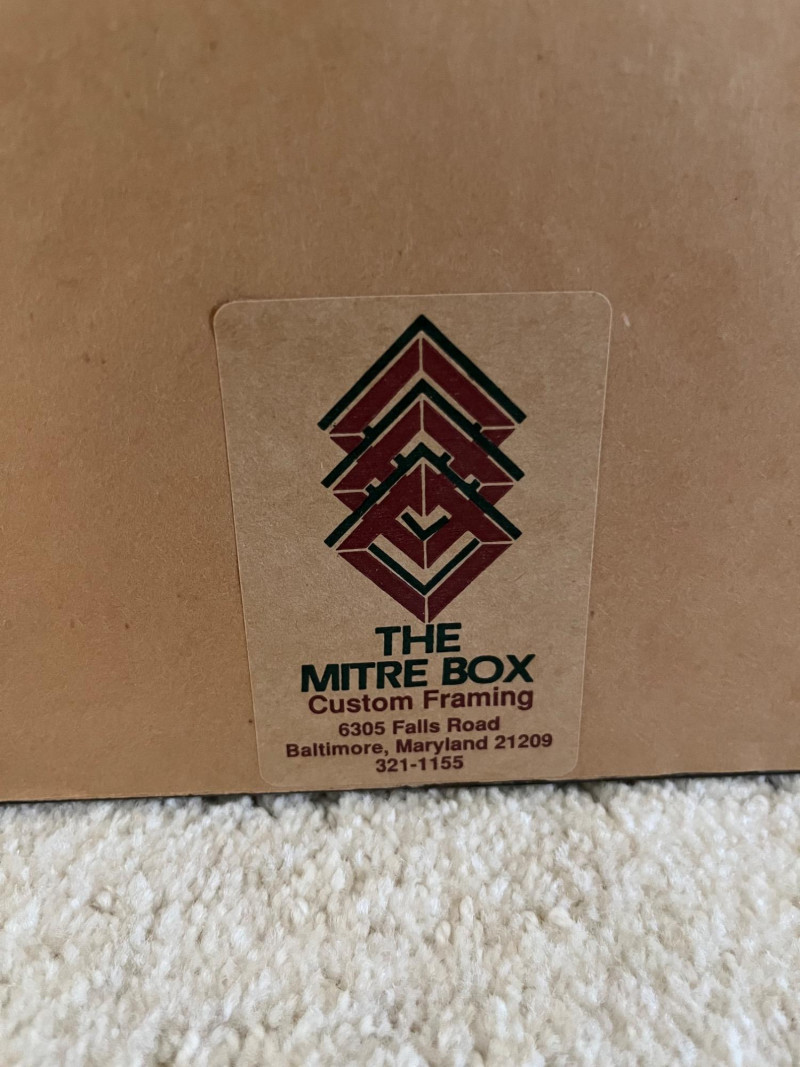 THE
MITRE BOX
Custom Framing
6305 Falls Road
Baltimore, Maryland 21209
321-1155